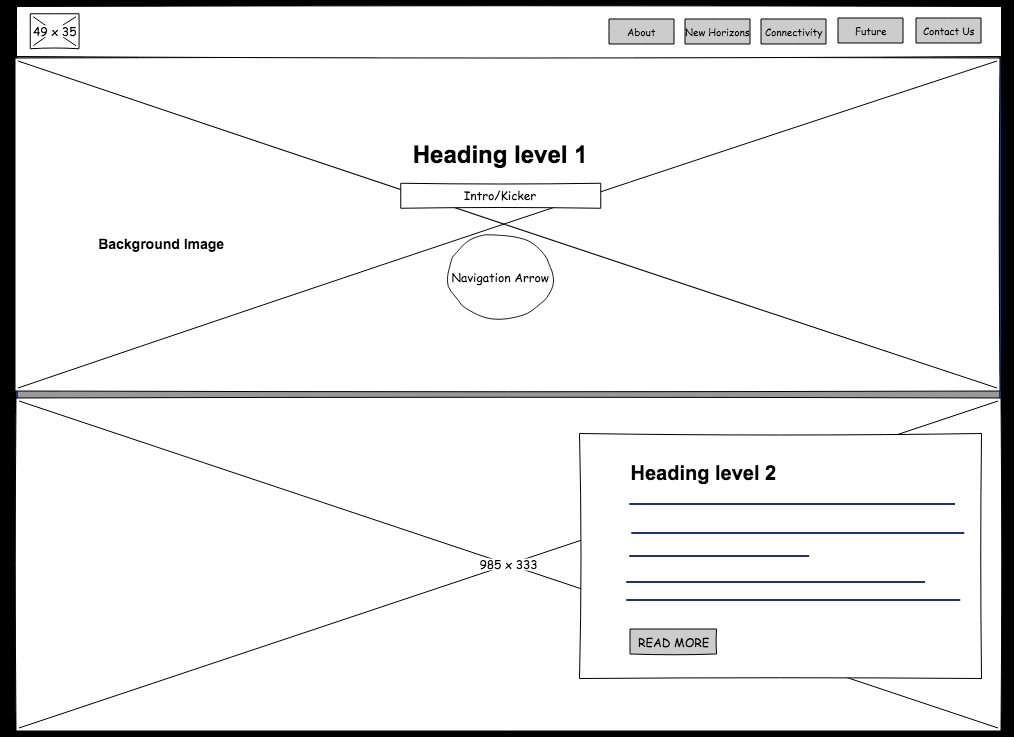 49 x 35
About
New Horizons
Connectivity
Future
Contact Us
Heading level 1
Intro/Kicker
Background Image
Navigation Arrow
Heading level 2
985 x 333
READ MORE